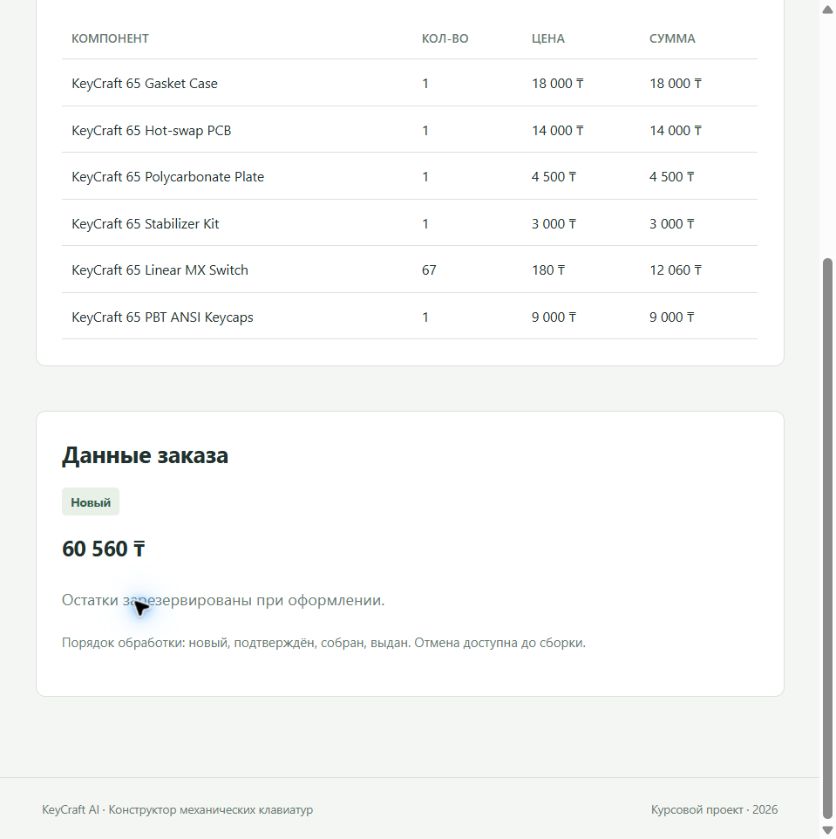 КОМПОНЕНТ КОЛ-ВО ЦЕНА СУММА
KeyCraft 65 Gasket Case 1 18 000 ₸ 18 000 ₸
KeyCraft 65 Hot-swap PCB 1 14 000 ₸ 14 000 ₸
KeyCraft 65 Polycarbonate Plate 1 4 500 ₸ 4 500 ₸
KeyCraft 65 Stabilizer Kit 1 3 000 ₸ 3 000 ₸
KeyCraft 65 Linear MX Switch 67 180 ₸ 12 060 ₸
KeyCraft 65 PBT ANSI Keycaps 1 9 000 ₸ 9 000 ₸
Данные заказа
Новый
60 560 ₸
Остатки зарезервированы при оформлении.
Порядок обработки: новый, подтверждён, собран, выдан. Отмена доступна до сборки.
KeyCraft AI · Конструктор механических клавиатур Курсовой проект · 2026